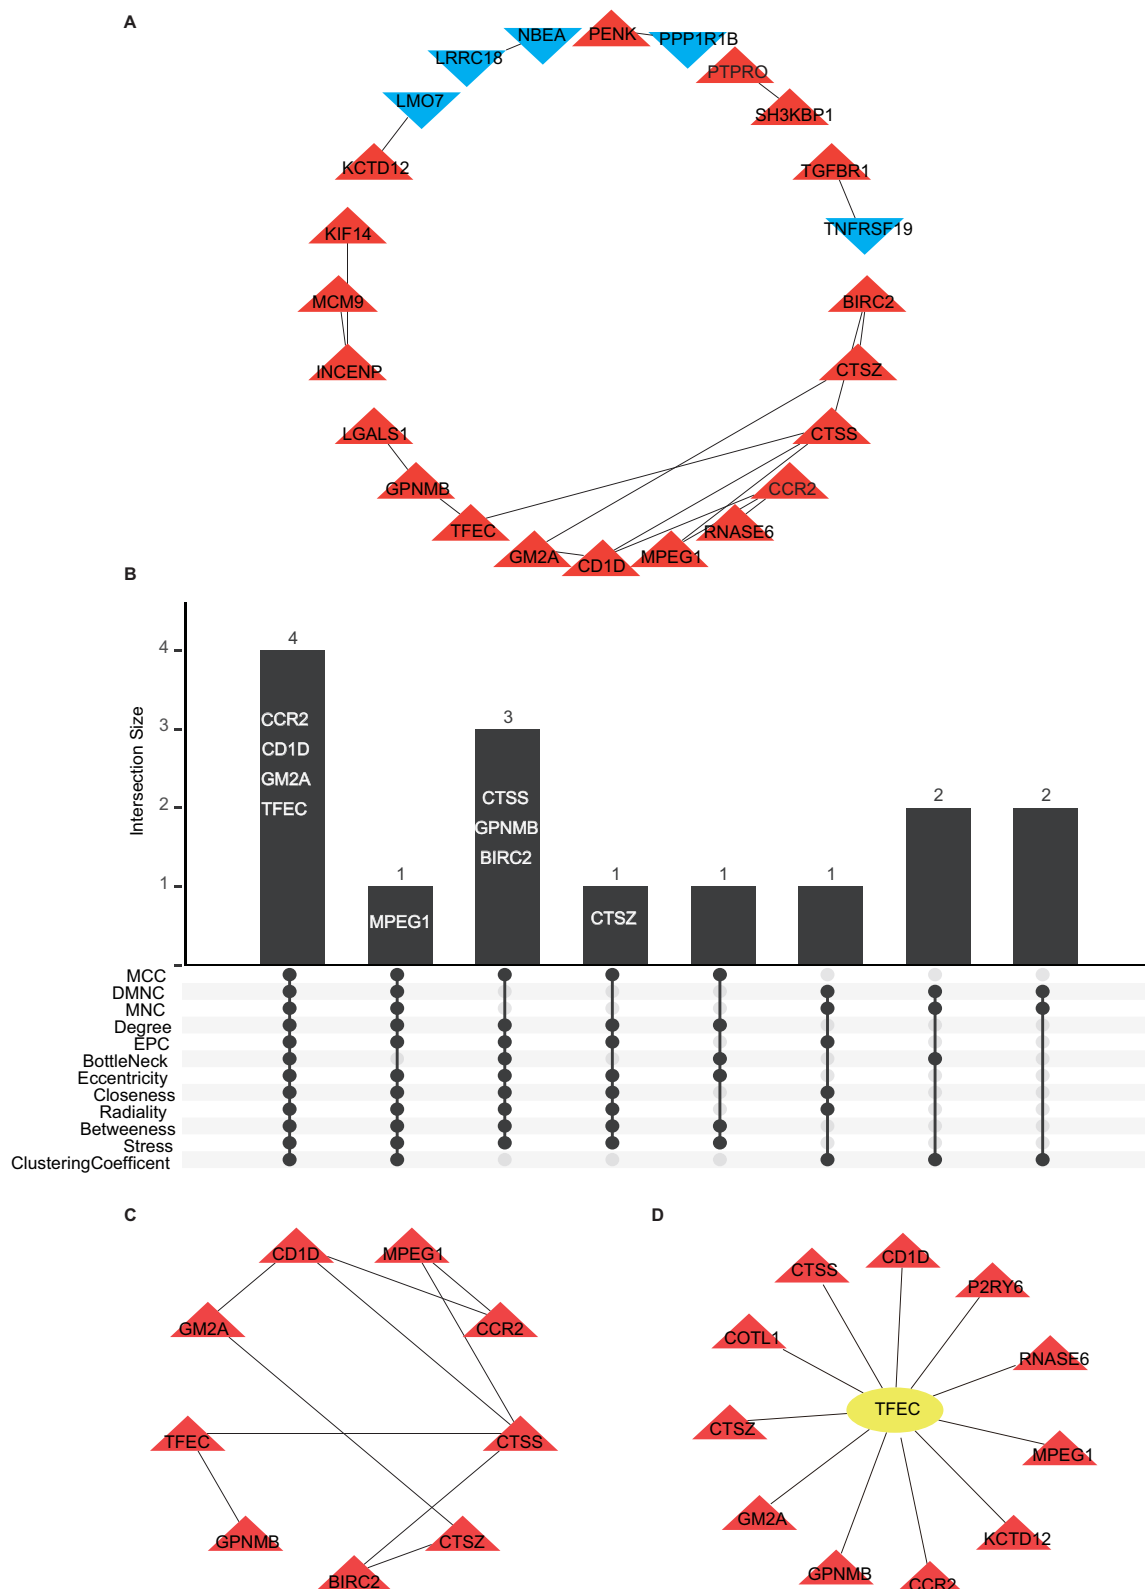 A
NBEA
PENK
PPP1R1B
LRRC18
PTPRO
LMO7
SH3KBP1
KCTD12
TGFBR1
KIF14
TNFRSF19
MCM9
BIRC2
INCENP
CTSZ
LGALS1
CTSS
GPNMB
CCR2
TFEC
RNASE6
GM2A
CD1D
MPEG1
B
Intersection Size
4
3
2
1
4
1
3
1
1
1
2
2
CCR2
CD1D
GM2A
TFEC
MPEG1
CTSS
GPNMB
BIRC2
CTSZ
MCC
DMNC
MNC
Degree
EPC
BottleNeck
Eccentricity
Closeness
Radiality
Betweeness
Stress
ClusteringCoefficent
C
CD1D
MPEG1
GM2A
CCR2
TFEC
CTSS
GPNMB
CTSZ
BIRC2
D
CD1D
CTSS
P2RY6
COTL1
RNASE6
TFEC
CTSZ
MPEG1
GM2A
KCTD12
GPNMB
CCR2